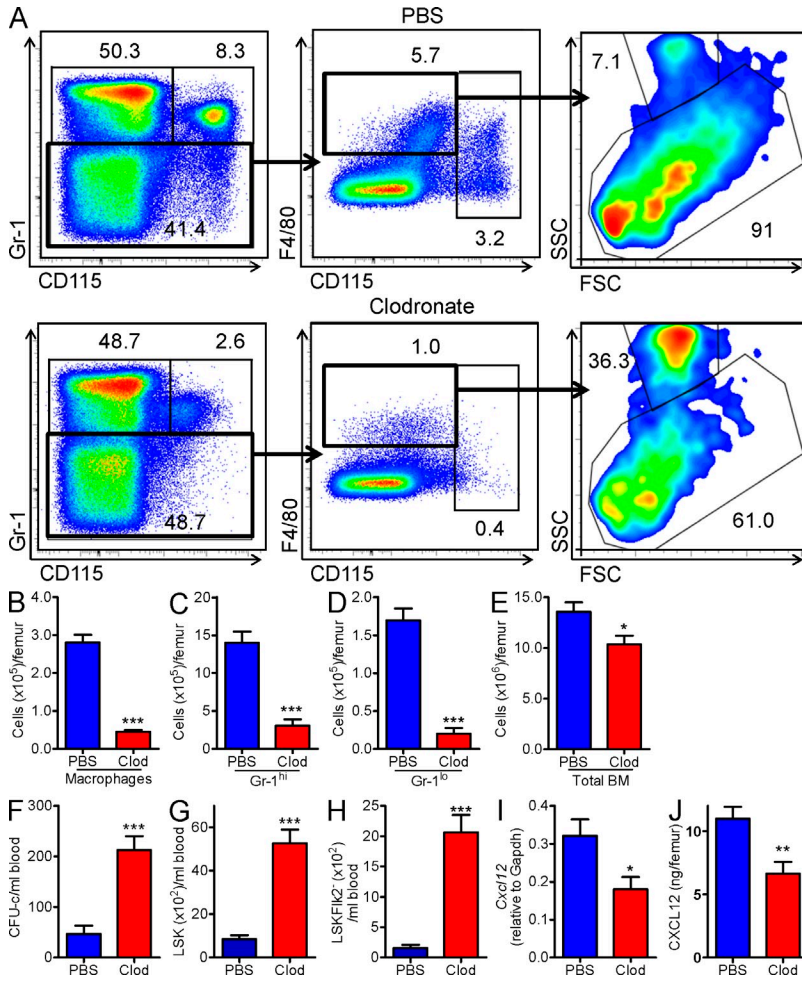 A
PBS
50.3 8.3
Gr-1
41.4
CD115
5.7
F4/80
3.2
CD115
7.1
SSC
91
FSC
Clodronate
48.7 2.6
Gr-1
48.7
CD115
1.0
F4/80
0.4
CD115
36.3
SSC
61.0
FSC
B
Cells (x10⁵)/femur
4.0
3.0
2.0
1.0
0.0
***
PBS Clod
Macrophages
C
Cells (x10⁵)/femur
20
15
10
5
0
***
PBS Clod
Gr-1ʰⁱ
D
Cells (x10⁵)/femur
2.0
1.5
1.0
0.5
0.0
***
PBS Clod
Gr-1ˡᵒ
E
Cells (x10⁶)/femur
15.0
10.0
5.0
0.0
*
PBS Clod
Total BM
F
CFU-c/ml blood
300
200
100
0
***
PBS Clod
G
LSK (x10²)/ml blood
60
40
20
0
***
PBS Clod
H
LSKFlk2⁻ (x10²)
/ml blood
25
20
15
10
5
0
***
PBS Clod
I
Cxcl12
(relative to Gapdh)
0.4
0.3
0.2
0.1
0.0
*
PBS Clod
J
CXCL12 (ng/femur)
10
5
0
**
PBS Clod